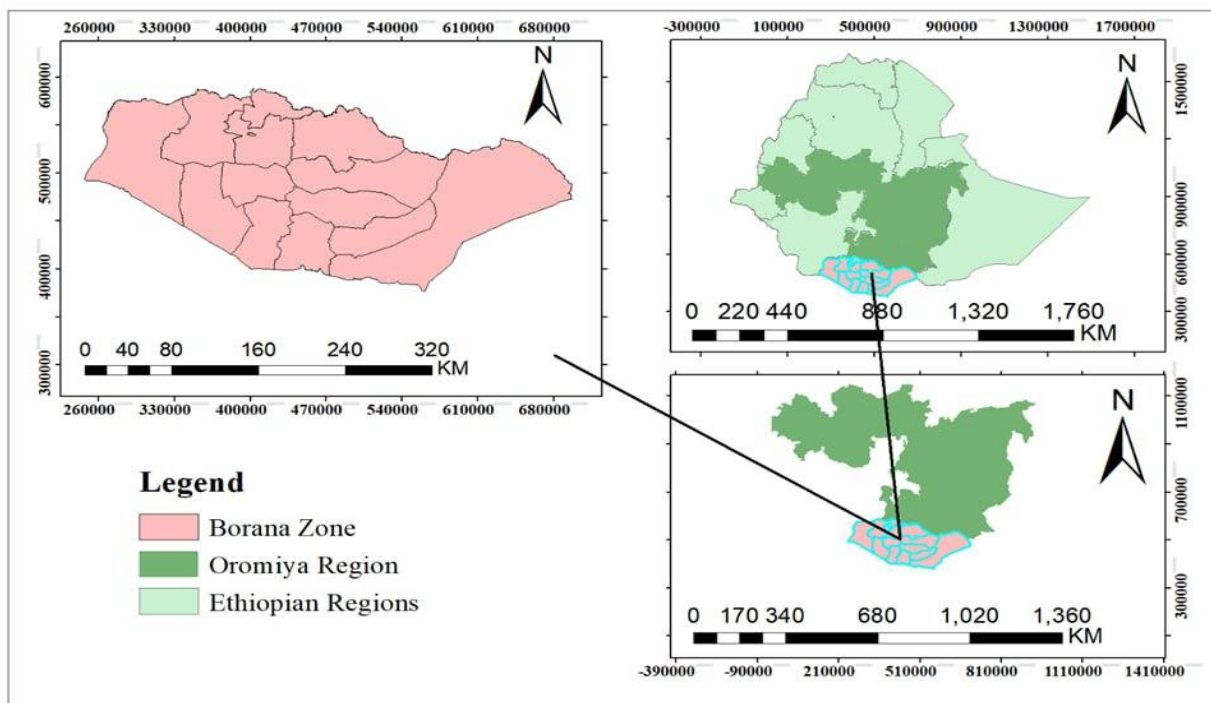 260000 330000 400000 470000 540000 610000 680000
600000
500000
400000
300000
N
0 20 40 80 160 240 320
KM
260000 330000 400000 470000 540000 610000 680000
-300000 100000 500000 900000 1300000 1700000
N
1500000
900000
600000
300000
0 220 440 880 1,320 1,760
KM
N
1100000
700000
300000
0 170 340 680 1,020 1,360
KM
-390000 -90000 210000 510000 810000 1110000 1410000
Legend
Borana Zone
Oromiya Region
Ethiopian Regions